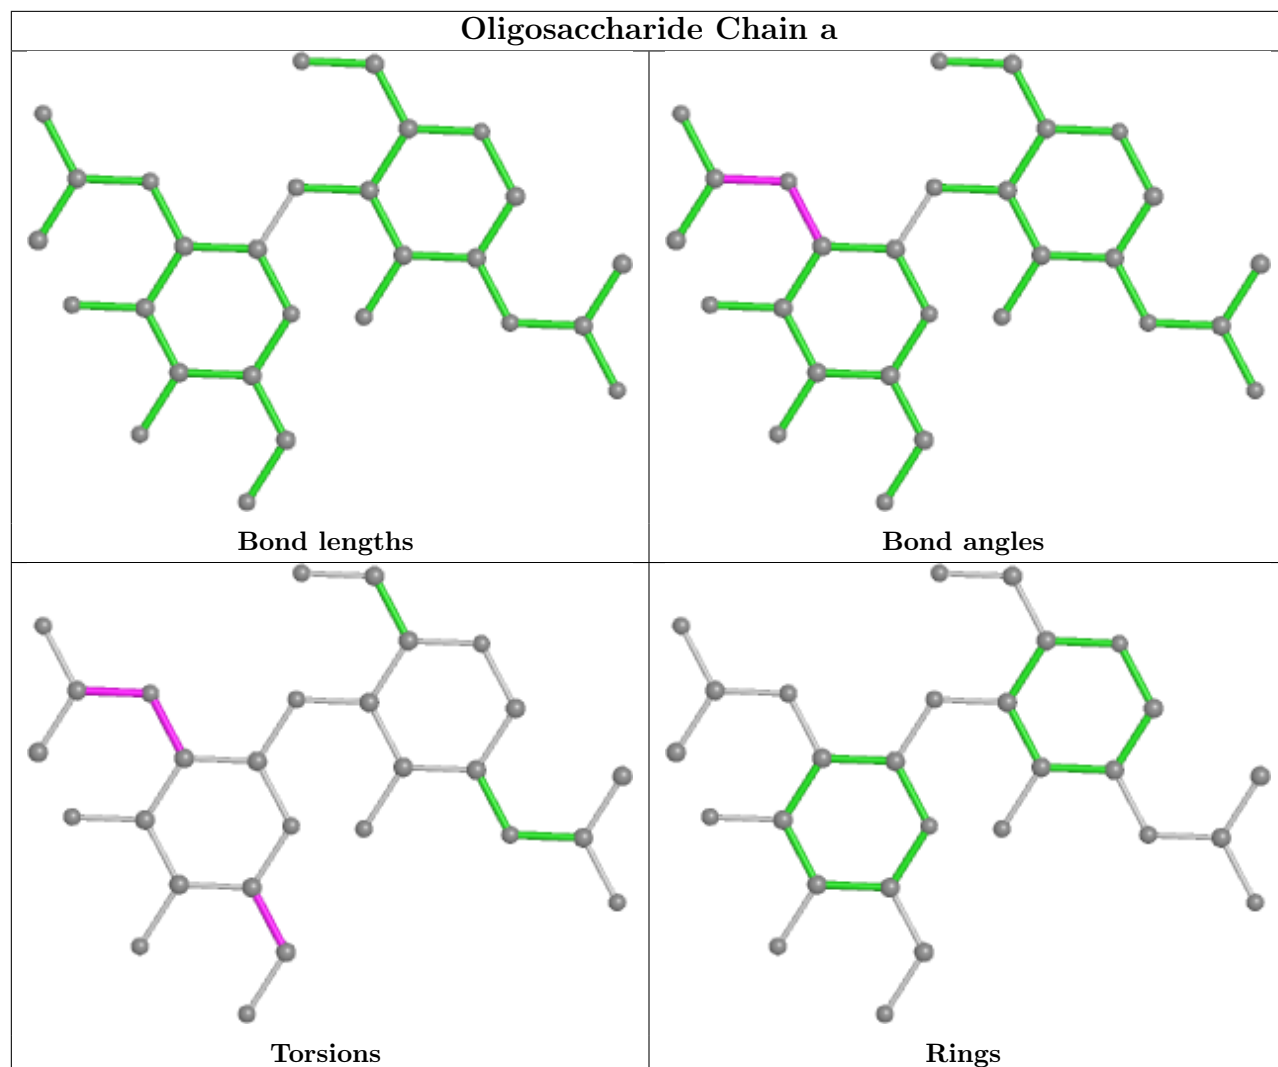 Oligosaccharide Chain a
Bond lengths
Bond angles
Torsions
Rings